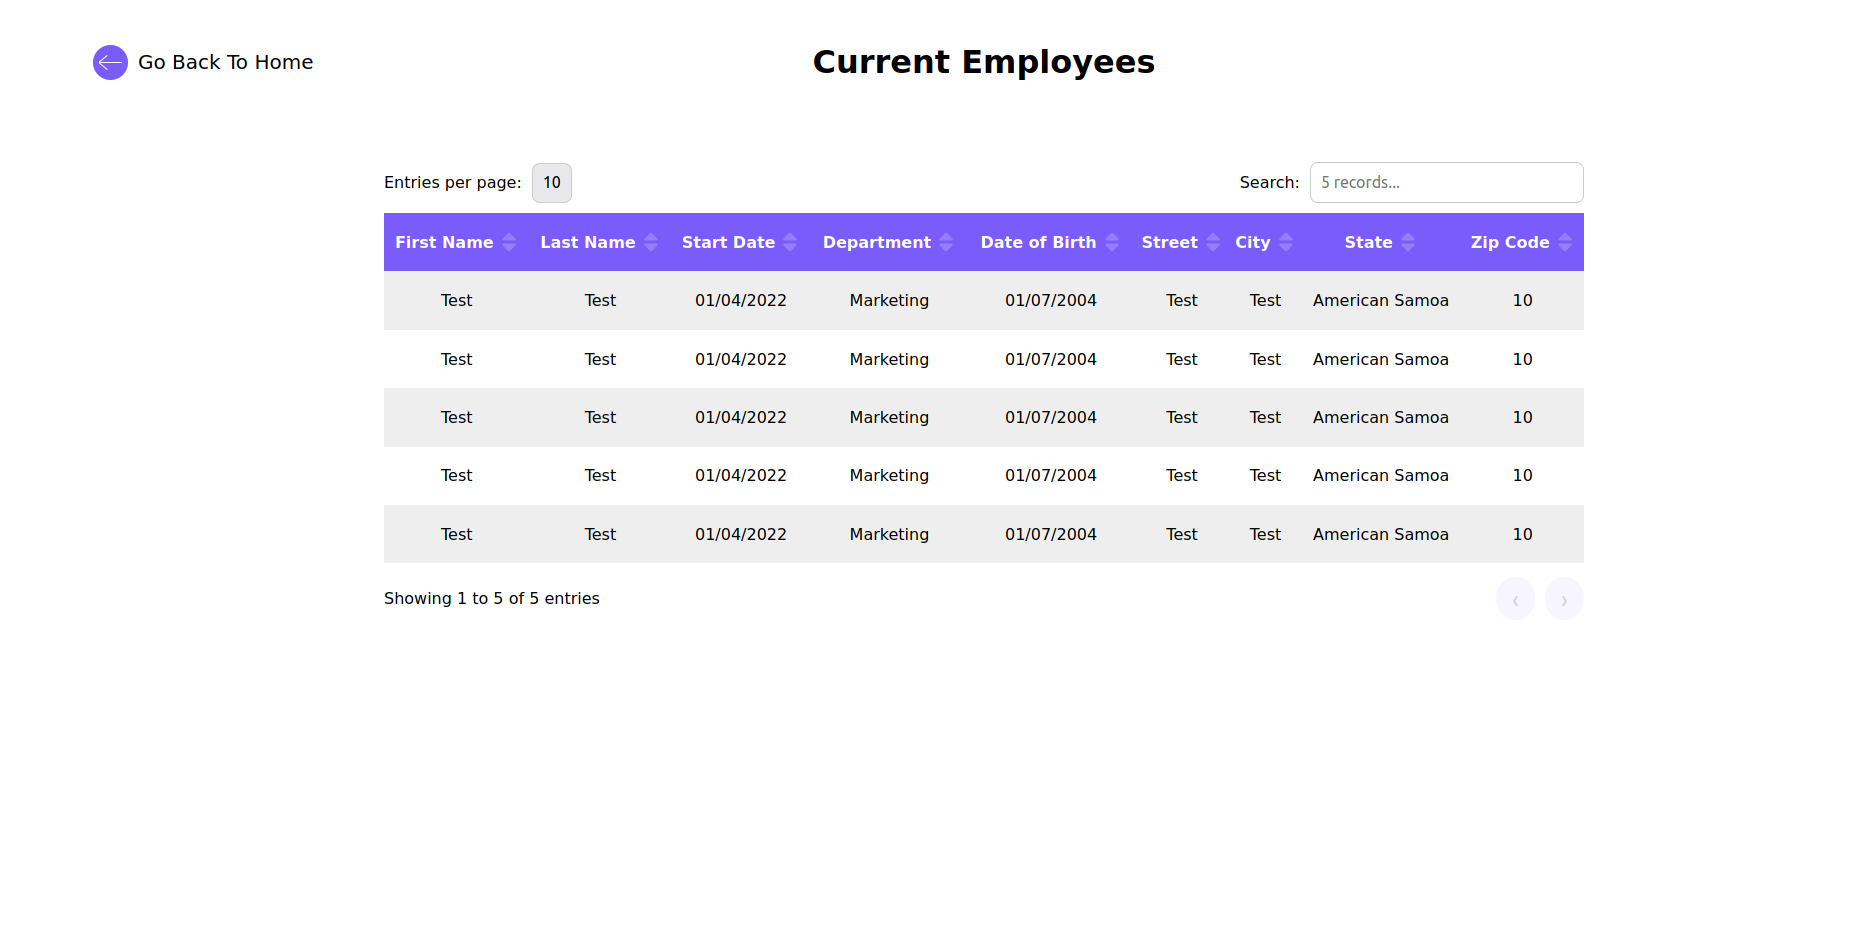 Go Back To Home
Current Employees
Entries per page: 10
Search: 5 records...
First Name Last Name Start Date Department Date of Birth Street City State Zip Code
Test Test 01/04/2022 Marketing 01/07/2004 Test Test American Samoa 10
Test Test 01/04/2022 Marketing 01/07/2004 Test Test American Samoa 10
Test Test 01/04/2022 Marketing 01/07/2004 Test Test American Samoa 10
Test Test 01/04/2022 Marketing 01/07/2004 Test Test American Samoa 10
Test Test 01/04/2022 Marketing 01/07/2004 Test Test American Samoa 10
Showing 1 to 5 of 5 entries
‹ ›